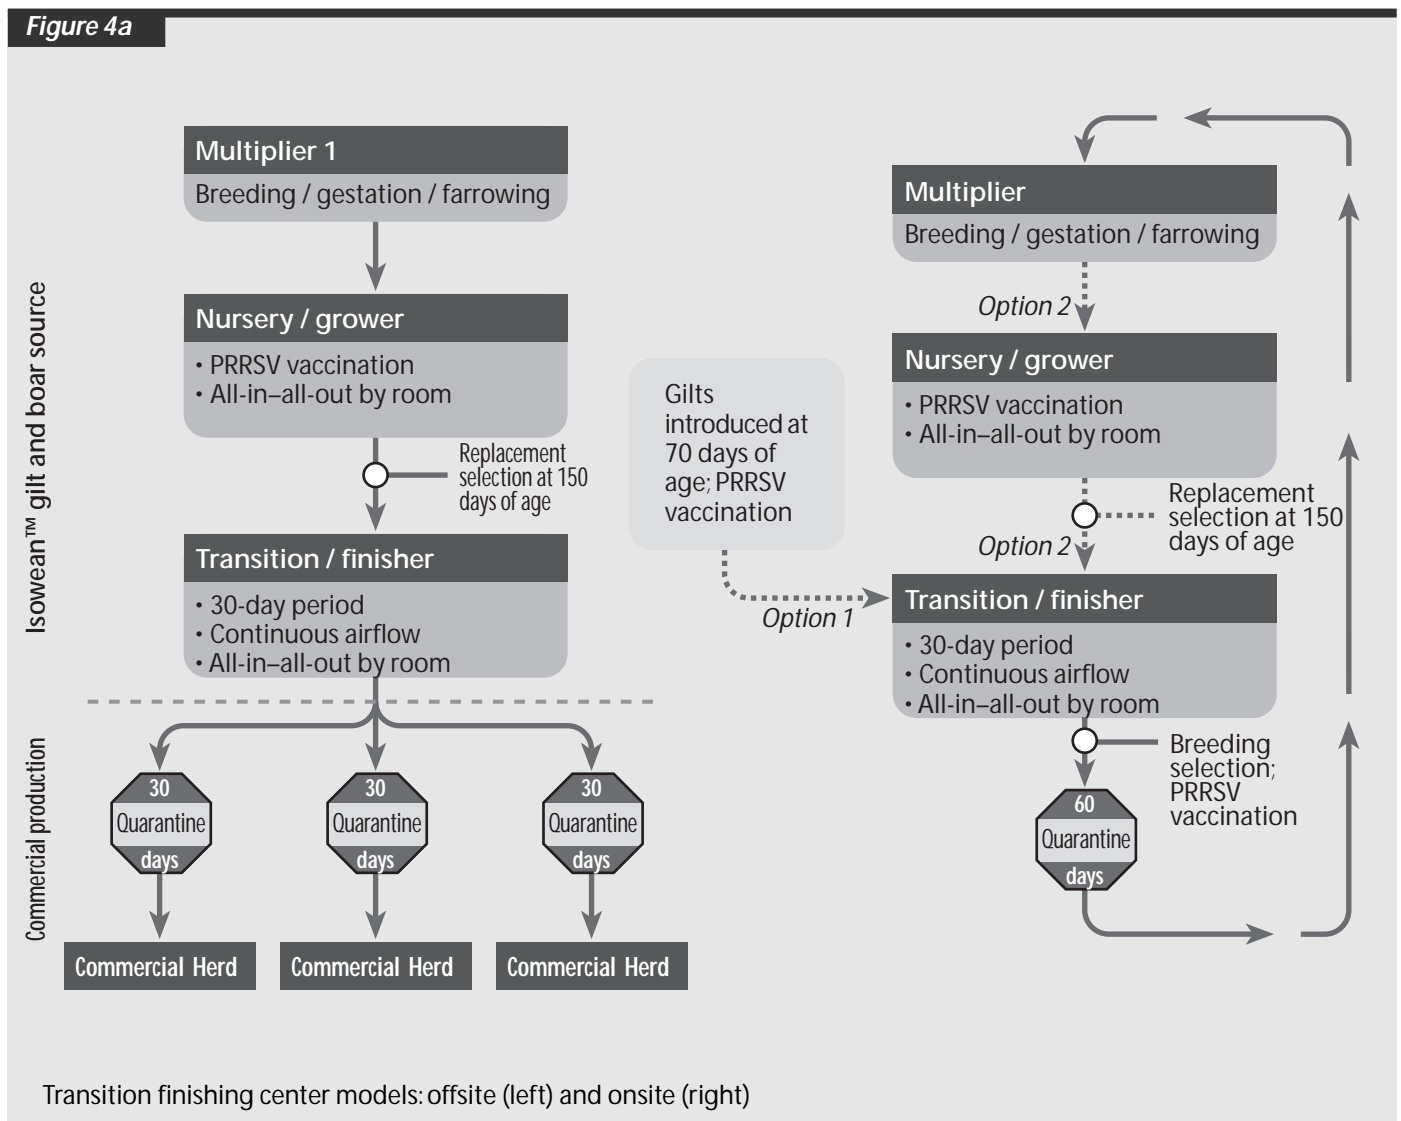 Figure 4a
Isowean™ gilt and boar source
Multiplier 1
Breeding / gestation / farrowing
Nursery / grower
• PRRSV vaccination
• All-in–all-out by room
Replacement
selection at 150
days of age
Transition / finisher
• 30-day period
• Continuous airflow
• All-in–all-out by room
Commercial production
30
Quarantine
days
30
Quarantine
days
30
Quarantine
days
Commercial Herd
Commercial Herd
Commercial Herd
Gilts
introduced at
70 days of
age; PRRSV
vaccination
Option 1
Multiplier
Breeding / gestation / farrowing
Option 2
Nursery / grower
• PRRSV vaccination
• All-in–all-out by room
Replacement
selection at 150
days of age
Option 2
Transition / finisher
• 30-day period
• Continuous airflow
• All-in–all-out by room
Breeding
selection;
PRRSV
vaccination
60
Quarantine
days
Transition finishing center models: offsite (left) and onsite (right)